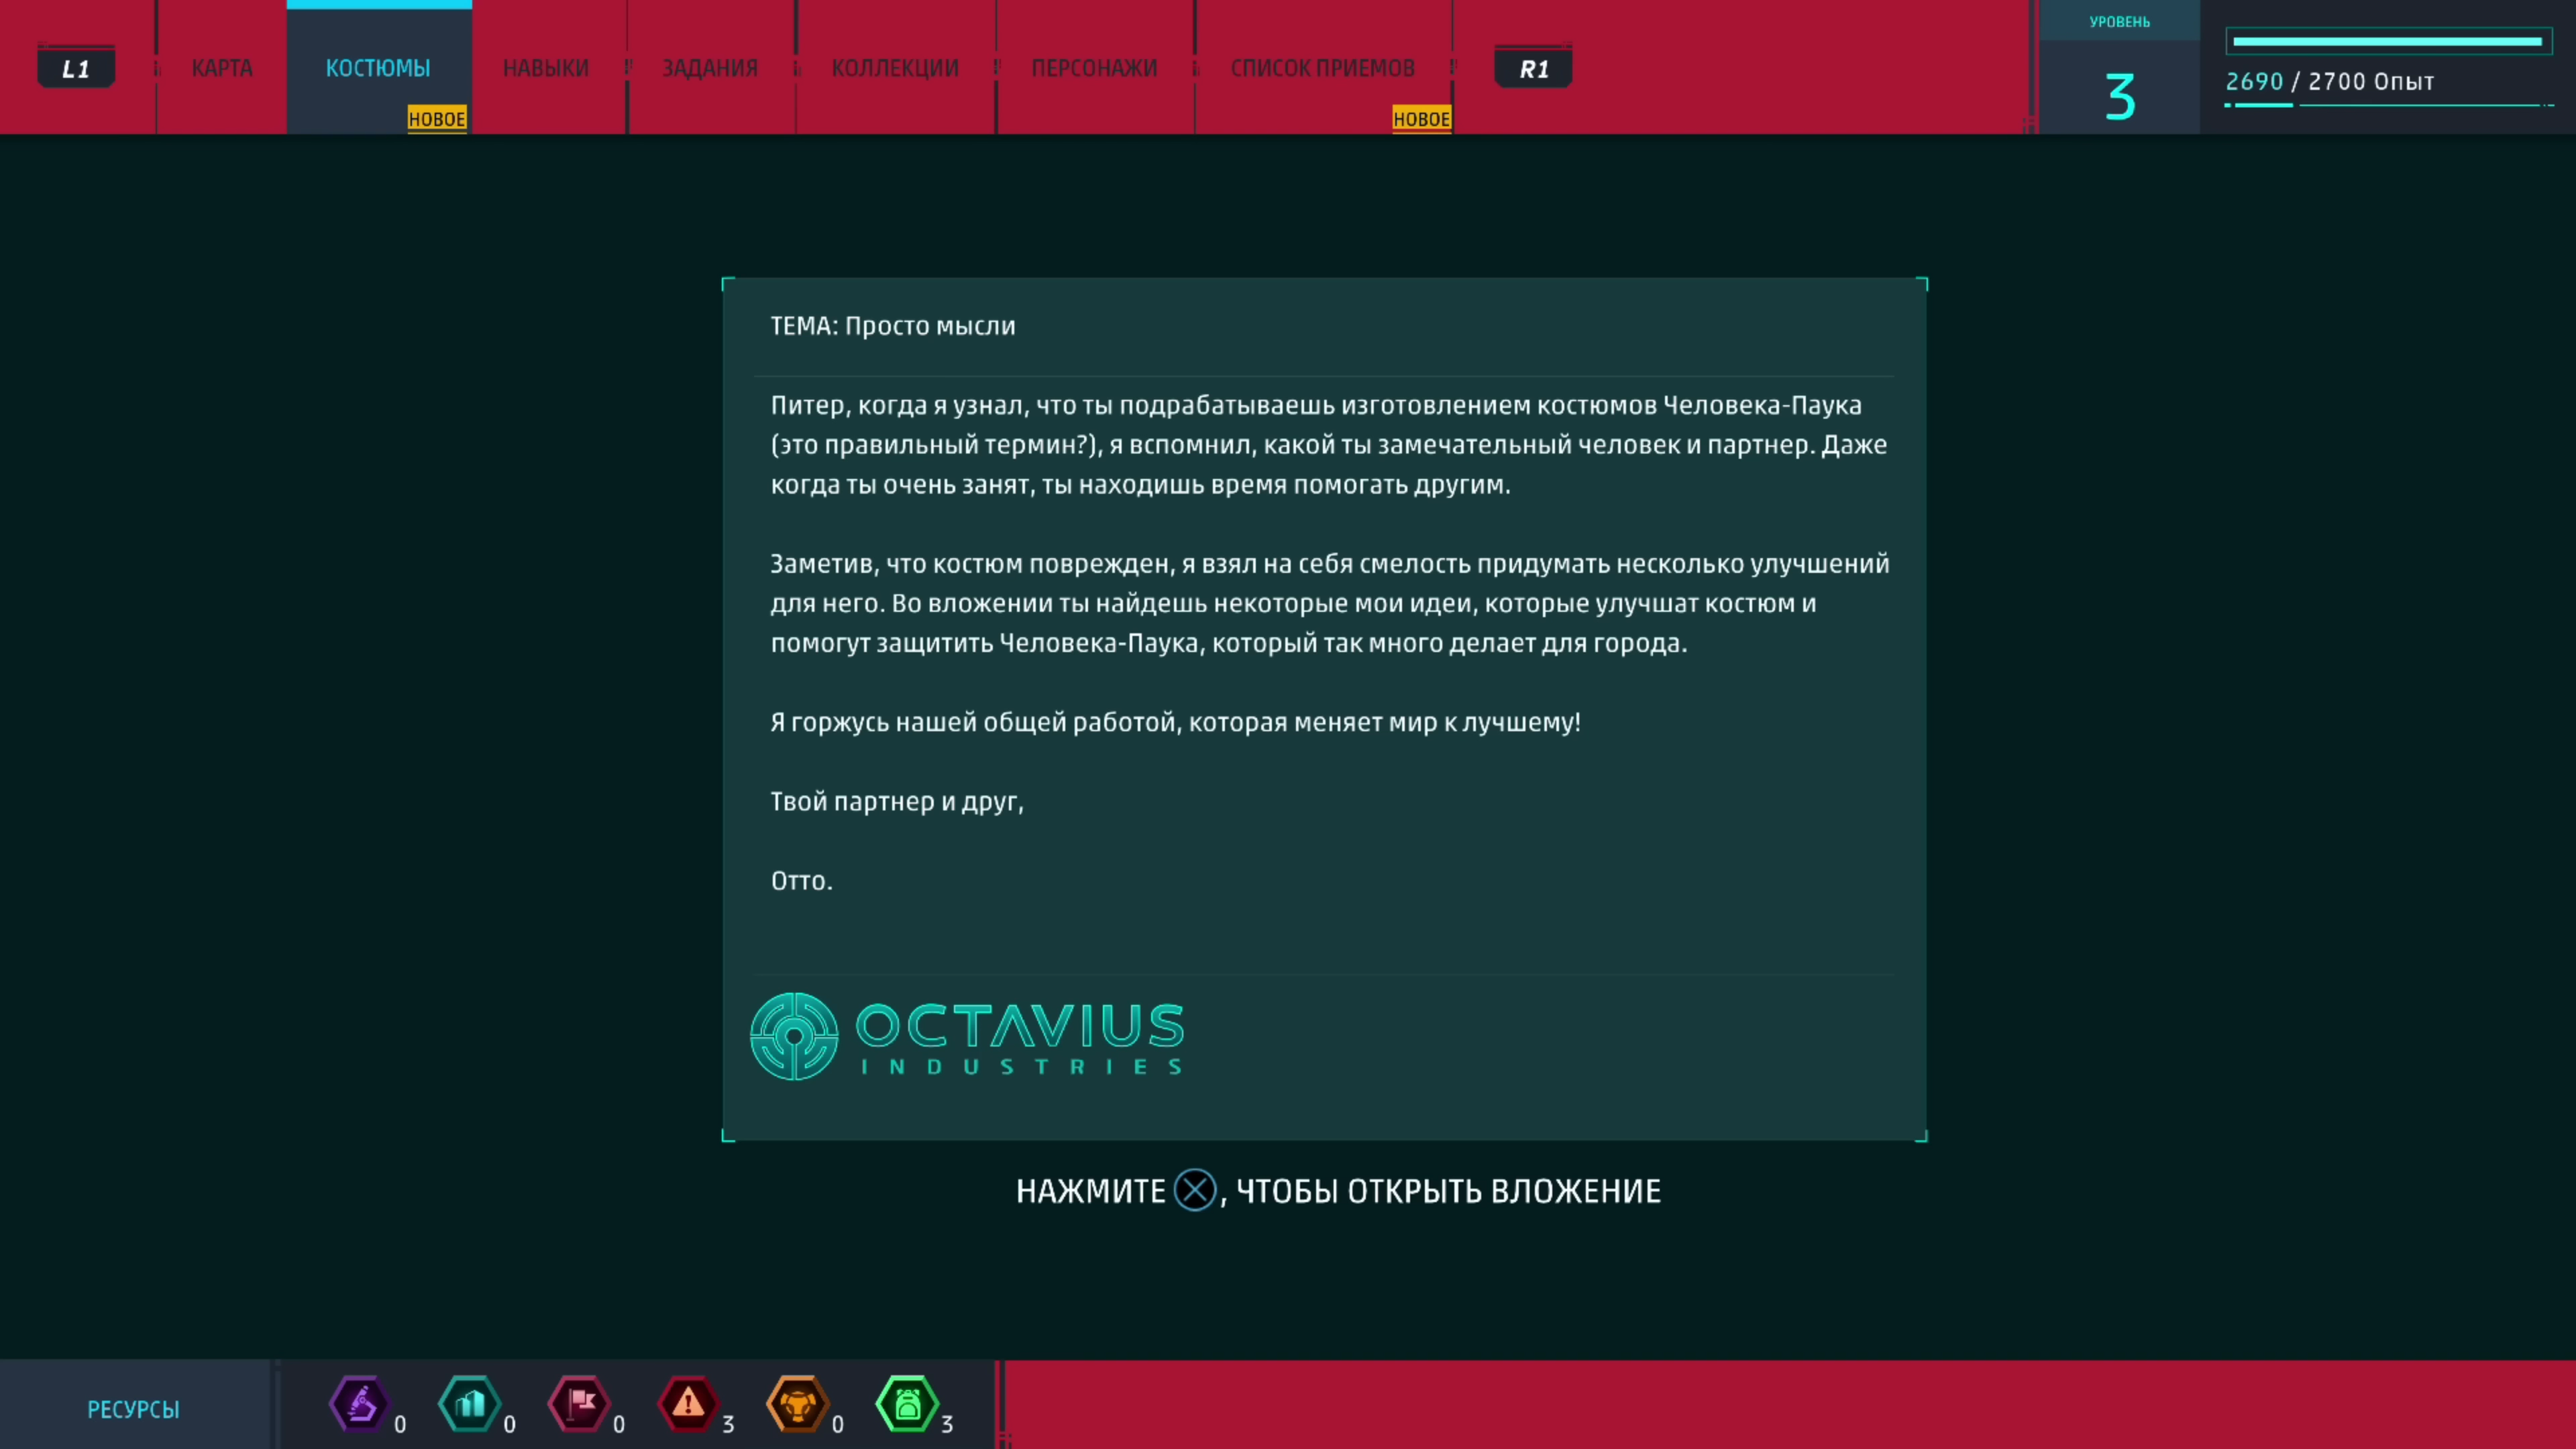 L1
КАРТА
КОСТЮМЫ
НОВОЕ
НАВЫКИ
ЗАДАНИЯ
КОЛЛЕКЦИИ
ПЕРСОНАЖИ
СПИСОК ПРИЕМОВ
НОВОЕ
R1
УРОВЕНЬ
3
2690 / 2700 Опыт
ТЕМА: Просто мысли
Питер, когда я узнал, что ты подрабатываешь изготовлением костюмов Человека-Паука
(это правильный термин?), я вспомнил, какой ты замечательный человек и партнер. Даже
когда ты очень занят, ты находишь время помогать другим.
Заметив, что костюм поврежден, я взял на себя смелость придумать несколько улучшений
для него. Во вложении ты найдешь некоторые мои идеи, которые улучшат костюм и
помогут защитить Человека-Паука, который так много делает для города.
Я горжусь нашей общей работой, которая меняет мир к лучшему!
Твой партнер и друг,
Отто.
OCTAVIUS
INDUSTRIES
НАЖМИТЕ , ЧТОБЫ ОТКРЫТЬ ВЛОЖЕНИЕ
РЕСУРСЫ
0
0
0
3
0
3